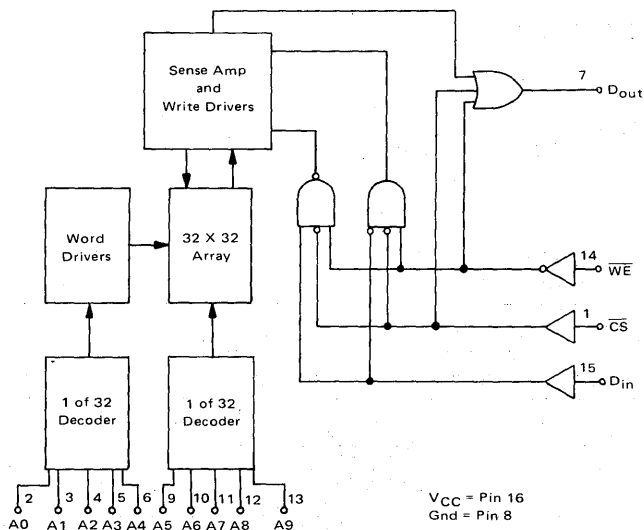 Sense Amp
and
Write Drivers
7
Dout
Word
Drivers
32 X 32
Array
14
WE
1
CS
15
Din
1 of 32
Decoder
1 of 32
Decoder
2
3
4
5
6
9
10
11
12
13
A0
A1
A2
A3
A4
A5
A6
A7
A8
A9
VCC = Pin 16
Gnd = Pin 8